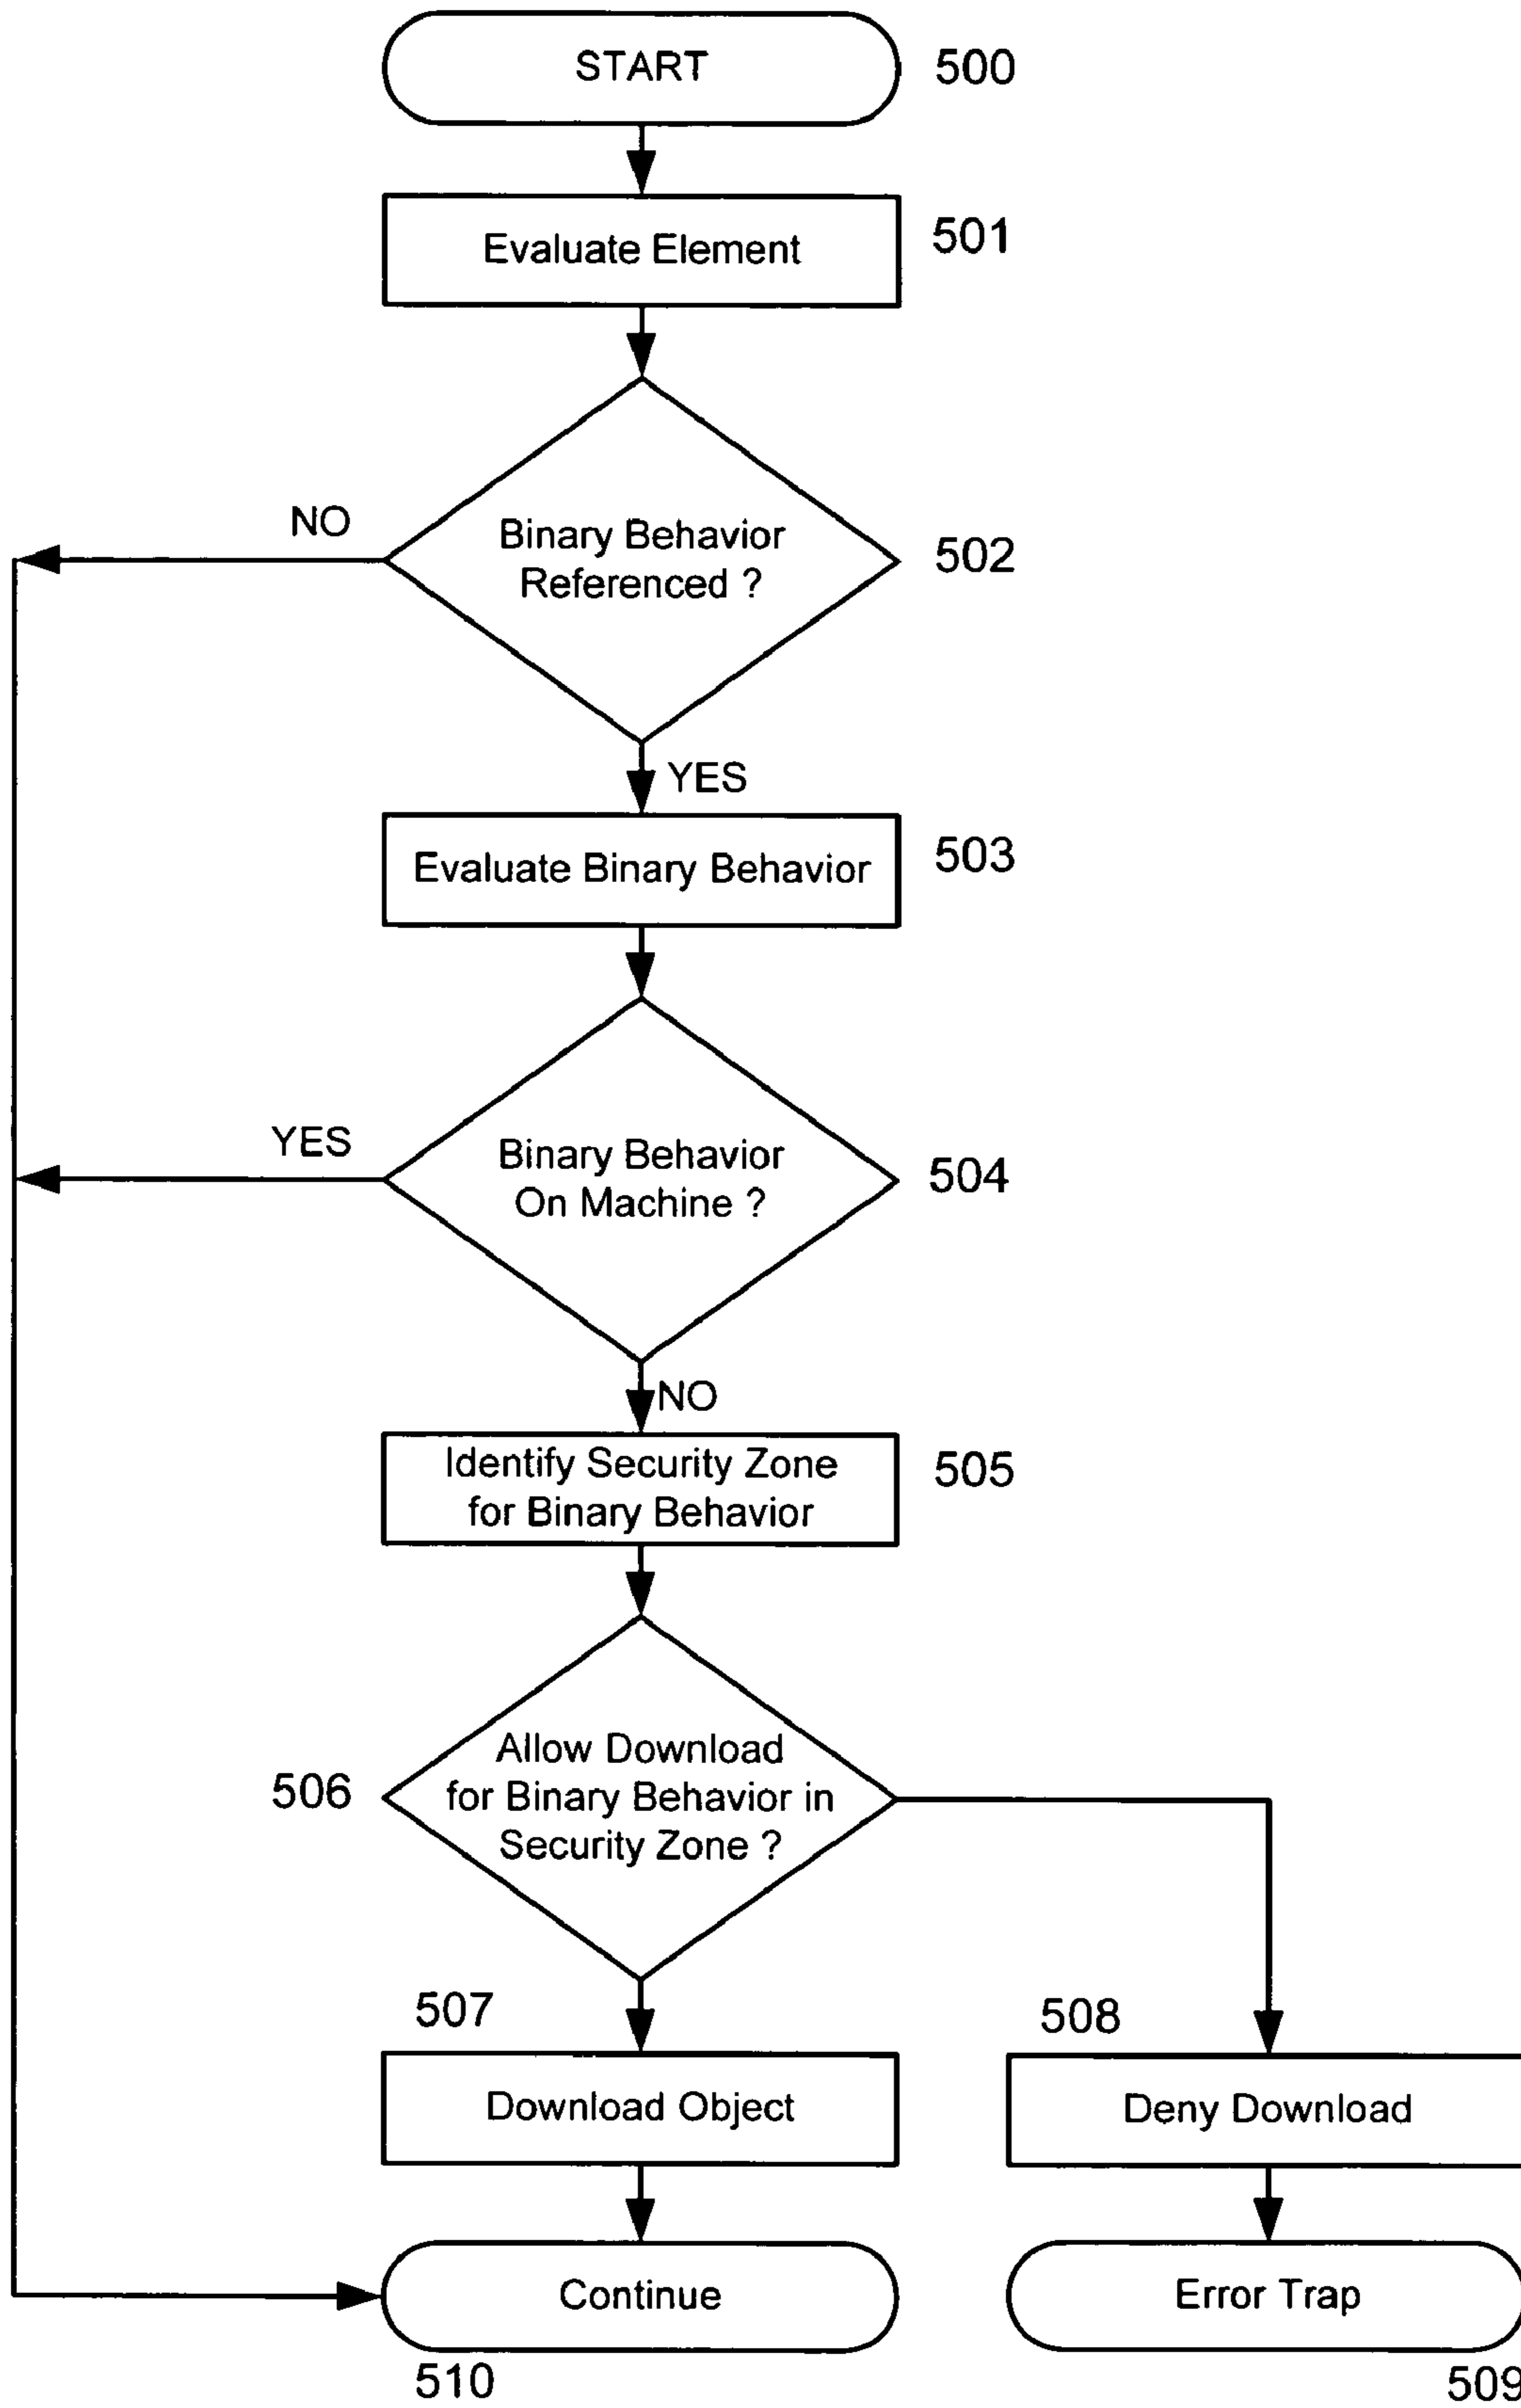 START
500
Evaluate Element
501
NO
Binary Behavior
Referenced ?
502
YES
Evaluate Binary Behavior
503
YES
Binary Behavior
On Machine ?
504
NO
Identify Security Zone
for Binary Behavior
505
506
Allow Download
for Binary Behavior in
Security Zone ?
507
508
Download Object
Deny Download
Continue
Error Trap
510
509